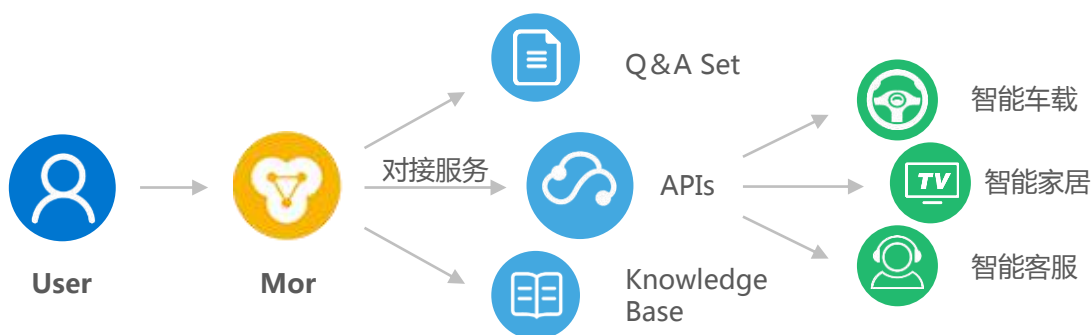 Q&A Set
智能车载
对接服务
APIs
TV
智能家居
User
Mor
Knowledge
Base
智能客服